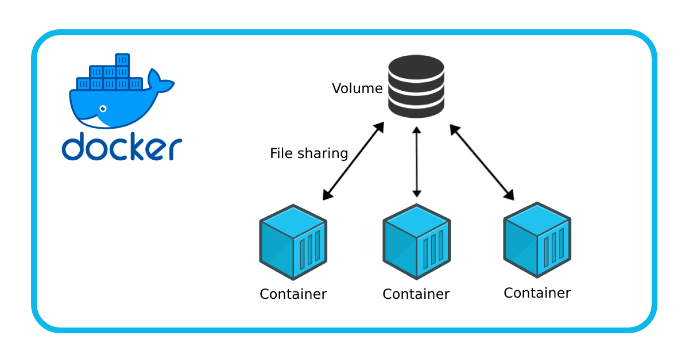 docker
Volume
File sharing
Container
Container
Container